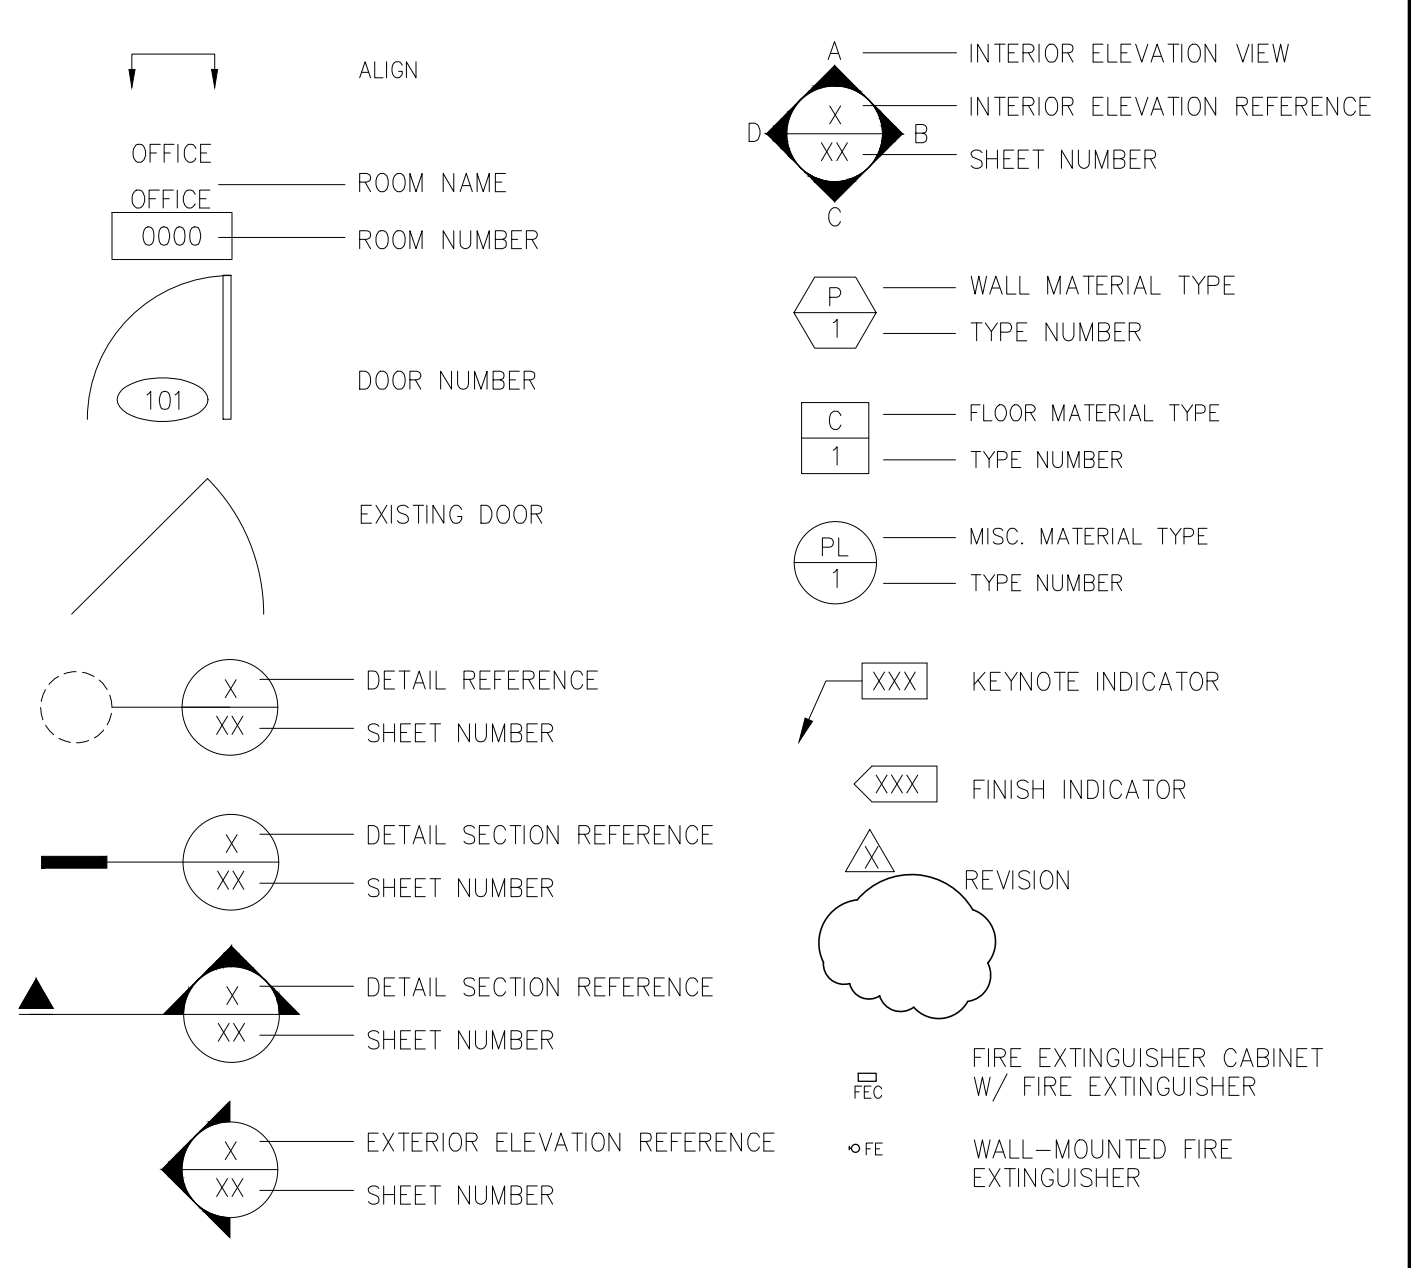 ALIGN
OFFICE
OFFICE
ROOM NAME
0000
ROOM NUMBER
101
DOOR NUMBER
EXISTING DOOR
X
DETAIL REFERENCE
XX
SHEET NUMBER
X
DETAIL SECTION REFERENCE
XX
SHEET NUMBER
X
DETAIL SECTION REFERENCE
XX
SHEET NUMBER
X
EXTERIOR ELEVATION REFERENCE
XX
SHEET NUMBER
A
INTERIOR ELEVATION VIEW
X
INTERIOR ELEVATION REFERENCE
D
B
XX
SHEET NUMBER
C
P
WALL MATERIAL TYPE
1
TYPE NUMBER
C
FLOOR MATERIAL TYPE
1
TYPE NUMBER
PL
MISC. MATERIAL TYPE
1
TYPE NUMBER
XXX
KEYNOTE INDICATOR
XXX
FINISH INDICATOR
X
REVISION
FEC
FIRE EXTINGUISHER CABINET
W/ FIRE EXTINGUISHER
FE
WALL-MOUNTED FIRE
EXTINGUISHER